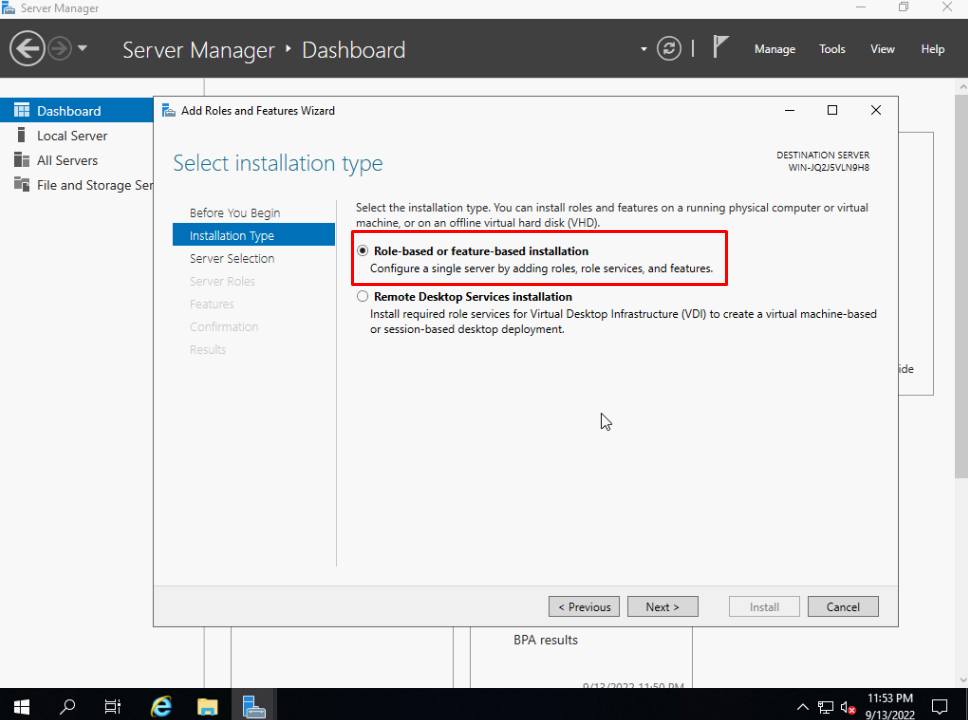 Server Manager
Server Manager • Dashboard
Manage Tools View Help
Dashboard
Local Server
All Servers
File and Storage Ser
Add Roles and Features Wizard
Select installation type
DESTINATION SERVER
WIN-JQ2J5VLN9H8
Before You Begin
Installation Type
Server Selection
Server Roles
Features
Confirmation
Results
Select the installation type. You can install roles and features on a running physical computer or virtual
machine, or on an offline virtual hard disk (VHD).
Role-based or feature-based installation
Configure a single server by adding roles, role services, and features.
Remote Desktop Services installation
Install required role services for Virtual Desktop Infrastructure (VDI) to create a virtual machine-based
or session-based desktop deployment.
ide
< Previous
Next >
Install
Cancel
BPA results
9/13/2022 11:50 PM
11:53 PM
9/13/2022